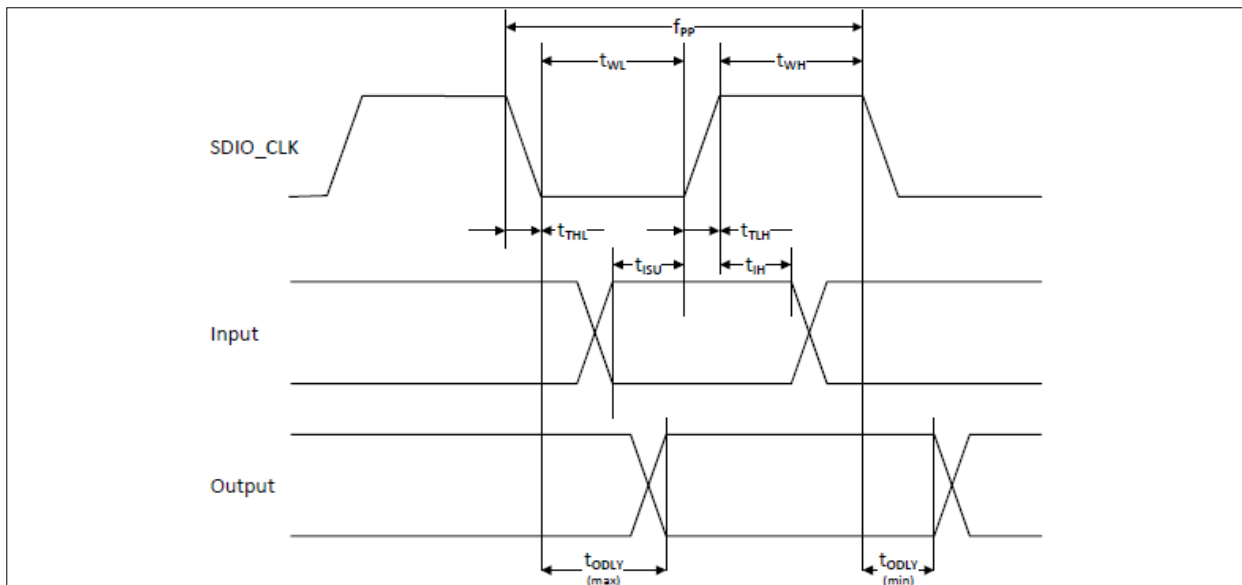 fPP
tWL
tWH
SDIO_CLK
tTHL
tTLH
tISU
tIH
Input
Output
tODLY
(max)
tODLY
(min)